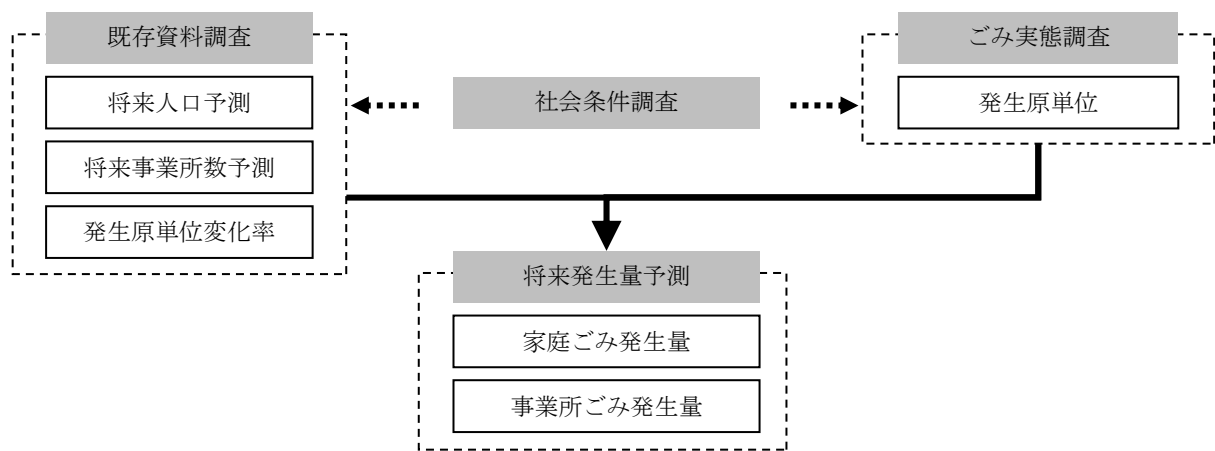 既存資料調査
将来人口予測
将来事業所数予測
発生原単位変化率
社会条件調査
ごみ実態調査
発生原単位
将来発生量予測
家庭ごみ発生量
事業所ごみ発生量